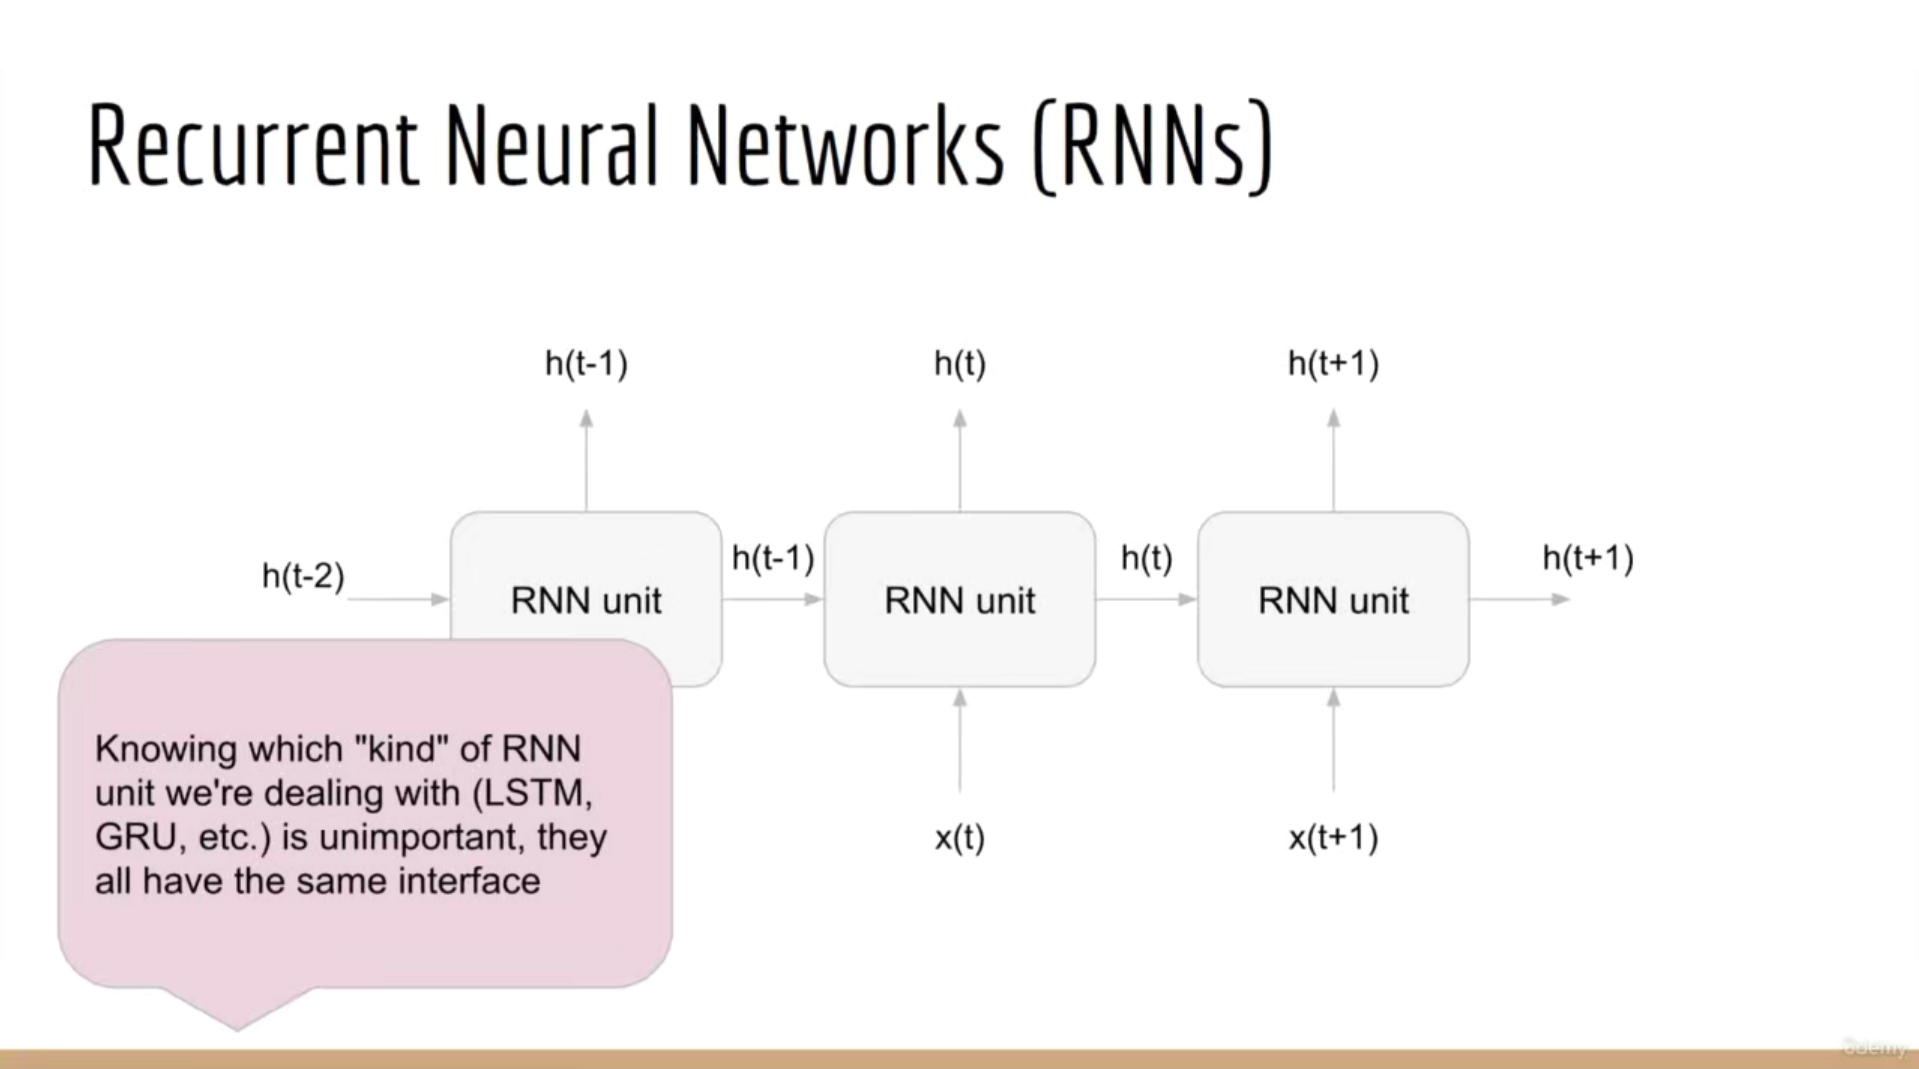 Recurrent Neural Networks (RNNs)
h(t-1)
h(t)
h(t+1)
h(t-2)
h(t-1)
h(t)
h(t+1)
RNN unit
RNN unit
RNN unit
Knowing which "kind" of RNN
unit we're dealing with (LSTM,
GRU, etc.) is unimportant, they
all have the same interface
x(t)
x(t+1)
ûdemy